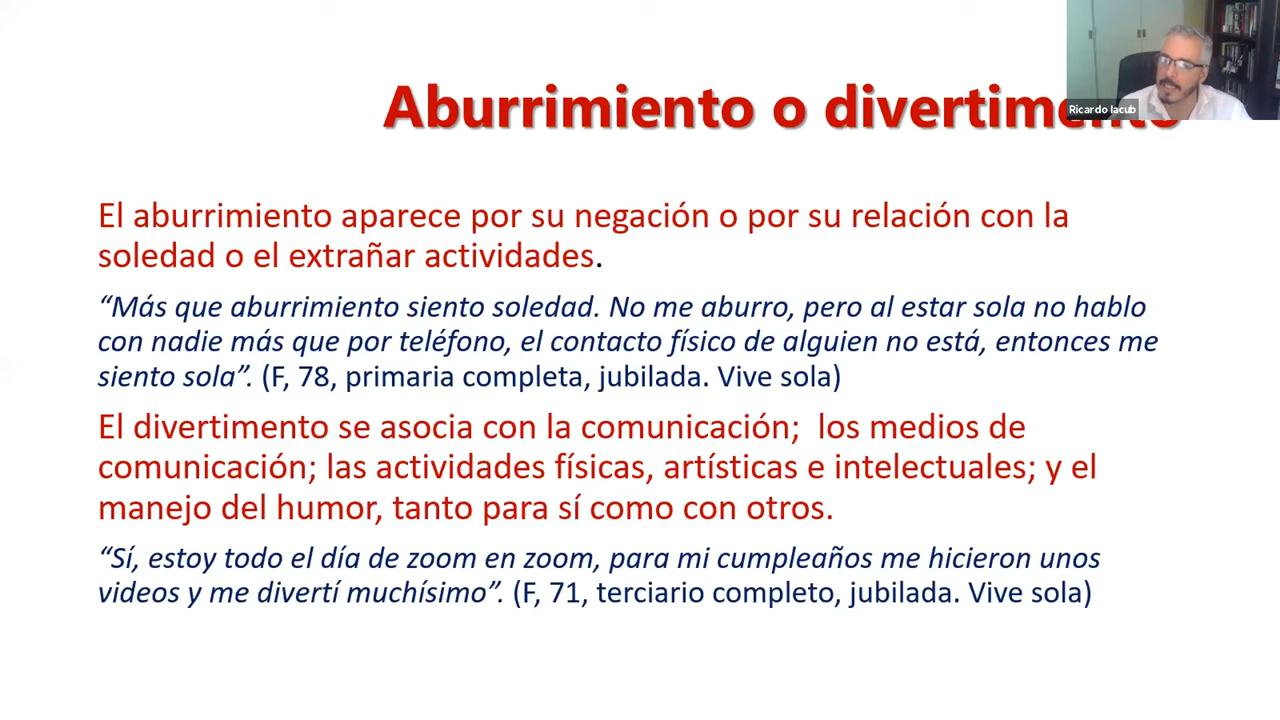 Aburrimiento o divertimento
Ricardo Iacub
El aburrimiento aparece por su negación o por su relación con la
soledad o el extrañar actividades.
“Más que aburrimiento siento soledad. No me aburro, pero al estar sola no hablo
con nadie más que por teléfono, el contacto físico de alguien no está, entonces me
siento sola”. (F, 78, primaria completa, jubilada. Vive sola)
El divertimento se asocia con la comunicación;  los medios de
comunicación; las actividades físicas, artísticas e intelectuales; y el
manejo del humor, tanto para sí como con otros.
“Sí, estoy todo el día de zoom en zoom, para mi cumpleaños me hicieron unos
videos y me divertí muchísimo”. (F, 71, terciario completo, jubilada. Vive sola)